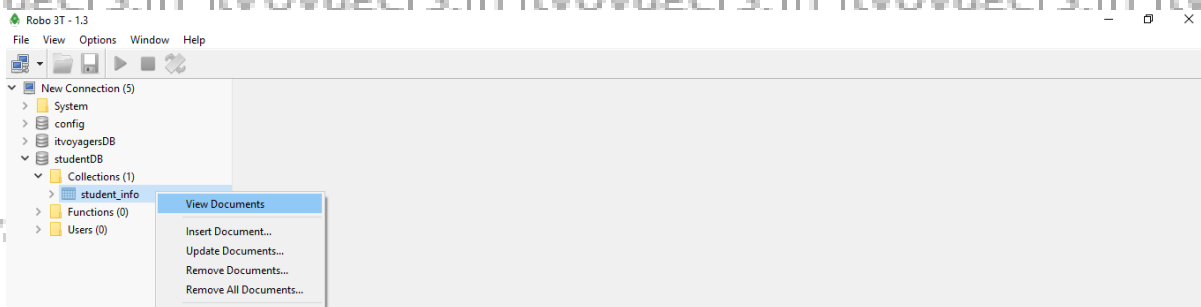 Robo 3T - 1.3
File View Options Window Help
New Connection (5)
System
config
itvoyagersDB
studentDB
Collections (1)
student_info
Functions (0)
Users (0)
View Documents
Insert Document...
Update Documents...
Remove Documents...
Remove All Documents...